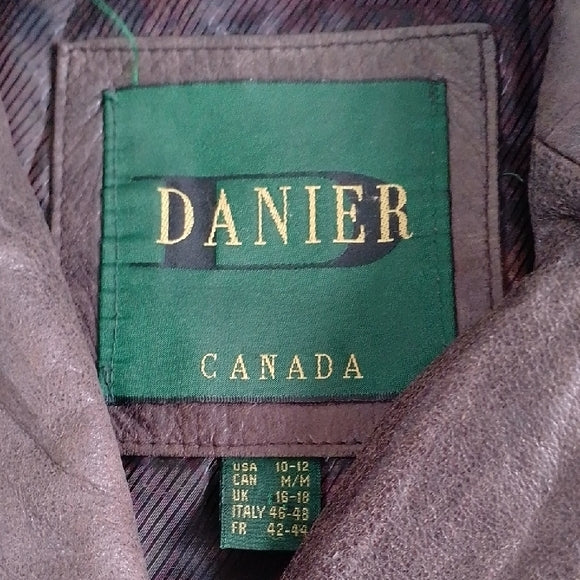 DANIER
CANADA
USA 10-12
CAN M/M
UK 16-18
ITALY 46-48
FR 42-44